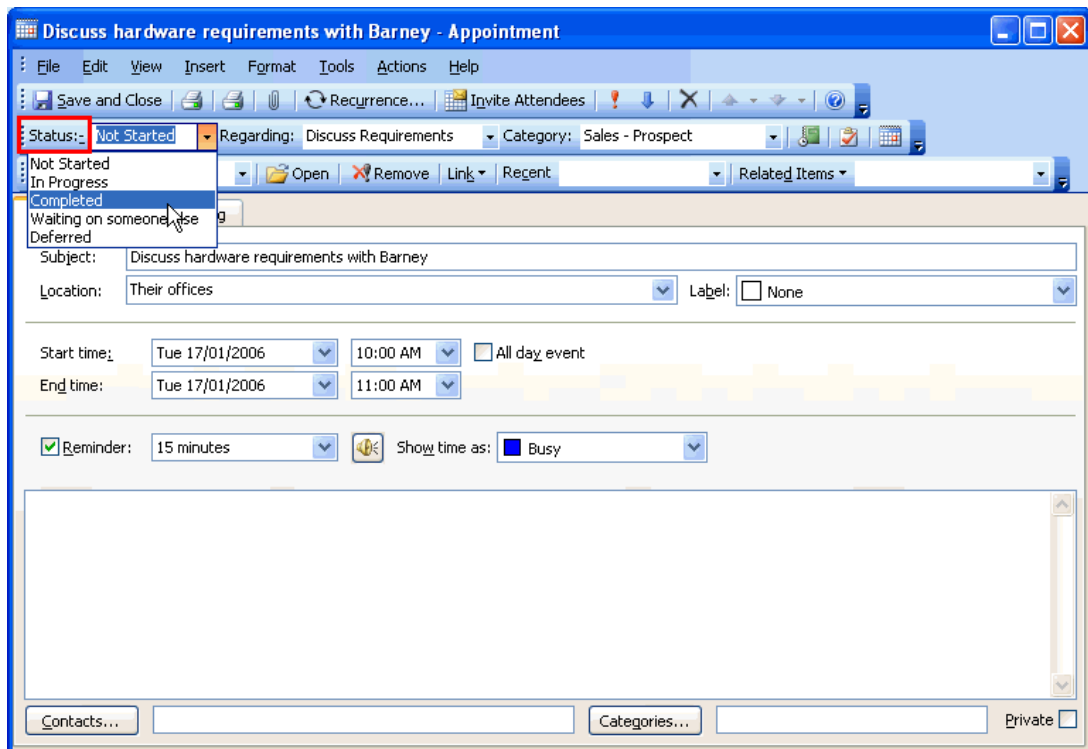 Discuss hardware requirements with Barney - Appointment
File Edit View Insert Format Tools Actions Help
Save and Close Recurrence... Invite Attendees
Status:- Not Started Regarding: Discuss Requirements Category: Sales - Prospect
Open Remove Link Recent Related Items
Not Started
In Progress
Completed
Waiting on someone else
Deferred
Subject: Discuss hardware requirements with Barney
Location: Their offices Label: None
Start time: Tue 17/01/2006 10:00 AM All day event
End time: Tue 17/01/2006 11:00 AM
Reminder: 15 minutes Show time as: Busy
Contacts... Categories... Private